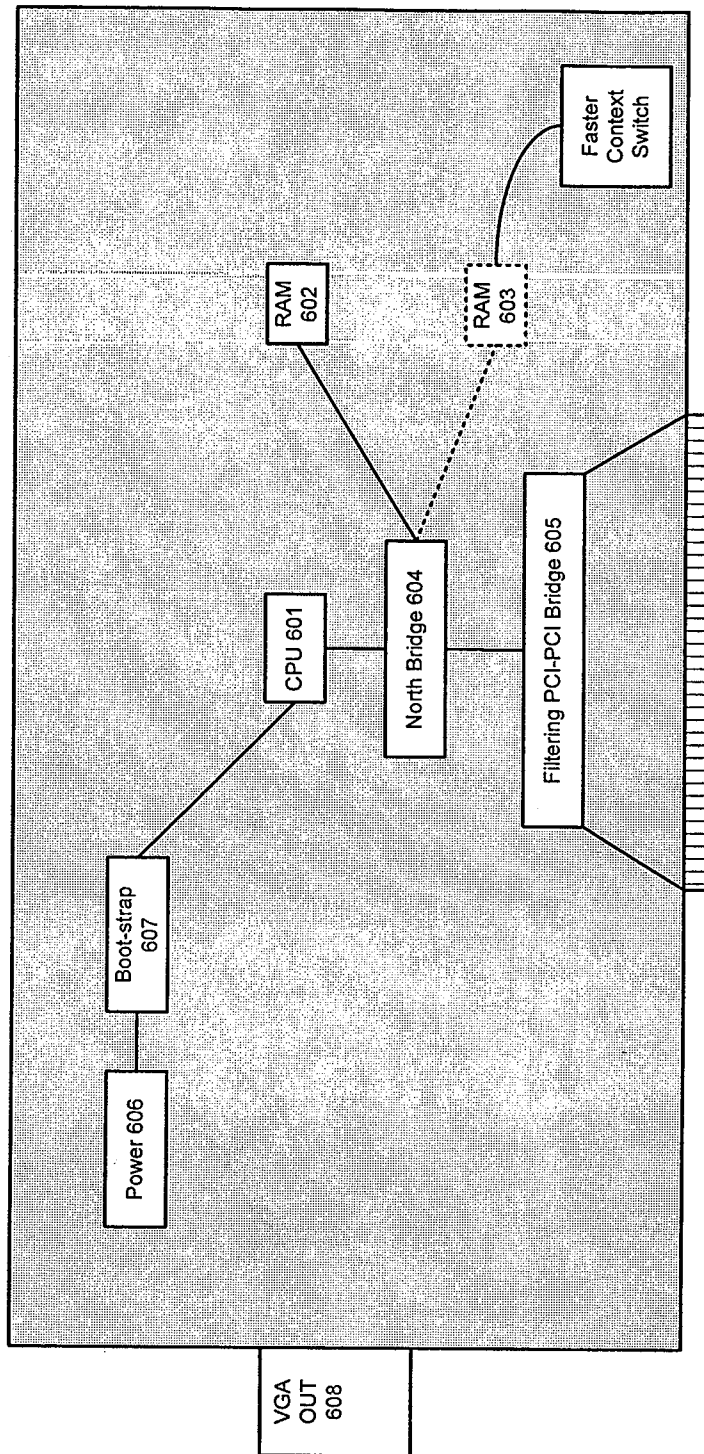 VGA
OUT
608
Power 606
Boot-strap
607
CPU 601
North Bridge 604
Filtering PCI-PCI Bridge 605
RAM
602
RAM
603
Faster
Context
Switch